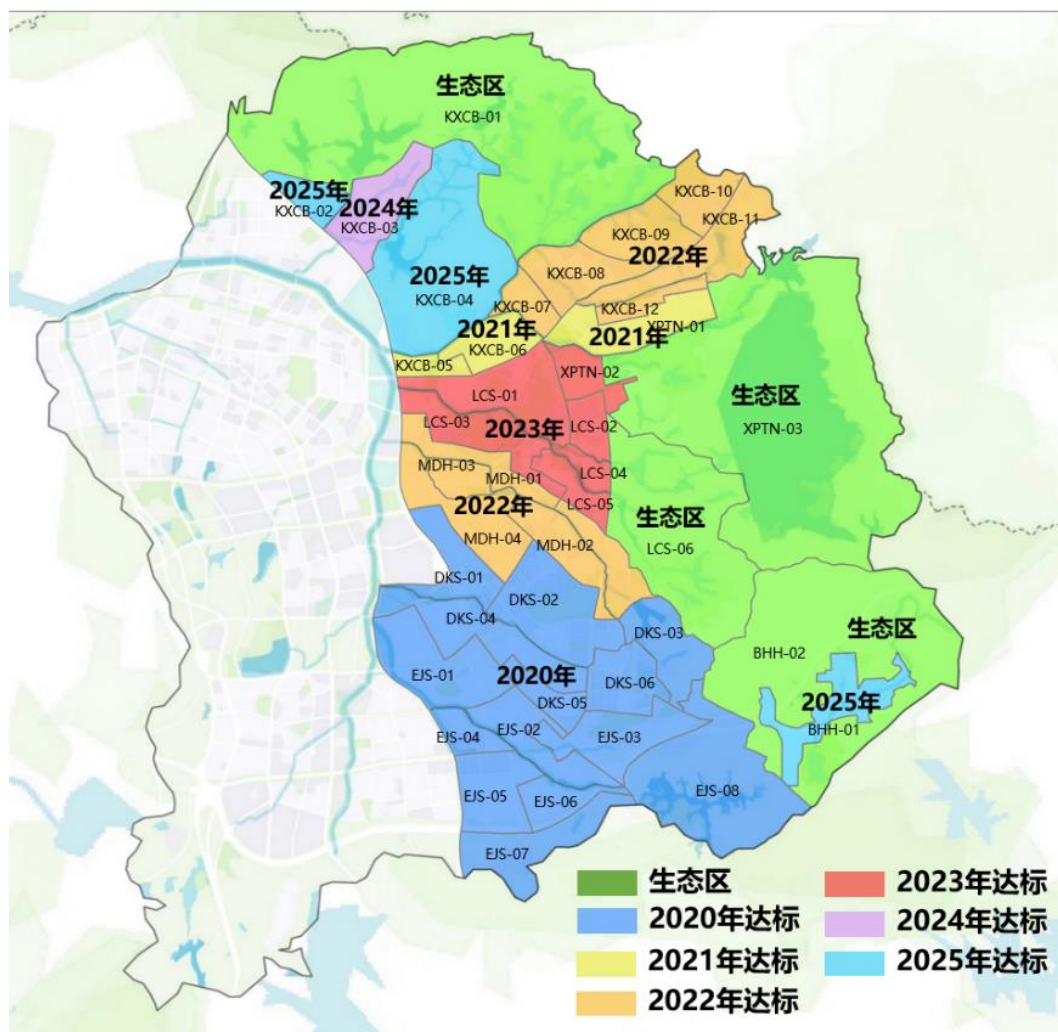 生态区
KXCB-01
2025年
KXCB-02
2024年
KXCB-03
KXCB-10
KXCB-11
KXCB-09
2022年
KXCB-08
2025年
KXCB-04
KXCB-07
KXCB-12
2021年
KXCB-06
2021年
XPTN-01
KXCB-05
XPTN-02
LCS-01
生态区
XPTN-03
LCS-03
2023年
LCS-02
MDH-03
MDH-01
LCS-04
LCS-05
2022年
生态区
MDH-04
MDH-02
LCS-06
DKS-01
DKS-02
DKS-04
DKS-03
生态区
BHH-02
EJS-01
2020年
DKS-06
DKS-05
2025年
BHH-01
EJS-02
EJS-04
EJS-03
EJS-05
EJS-06
EJS-08
EJS-07
生态区
2020年达标
2021年达标
2022年达标
2023年达标
2024年达标
2025年达标